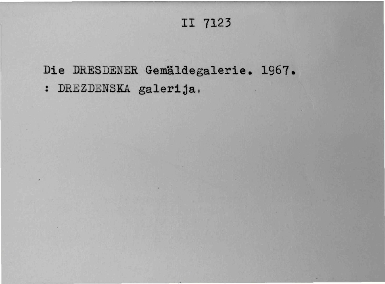 II 7123
Die DRESDENER Gemäldegalerie. 1967.
: DREZDENSKA galerija.